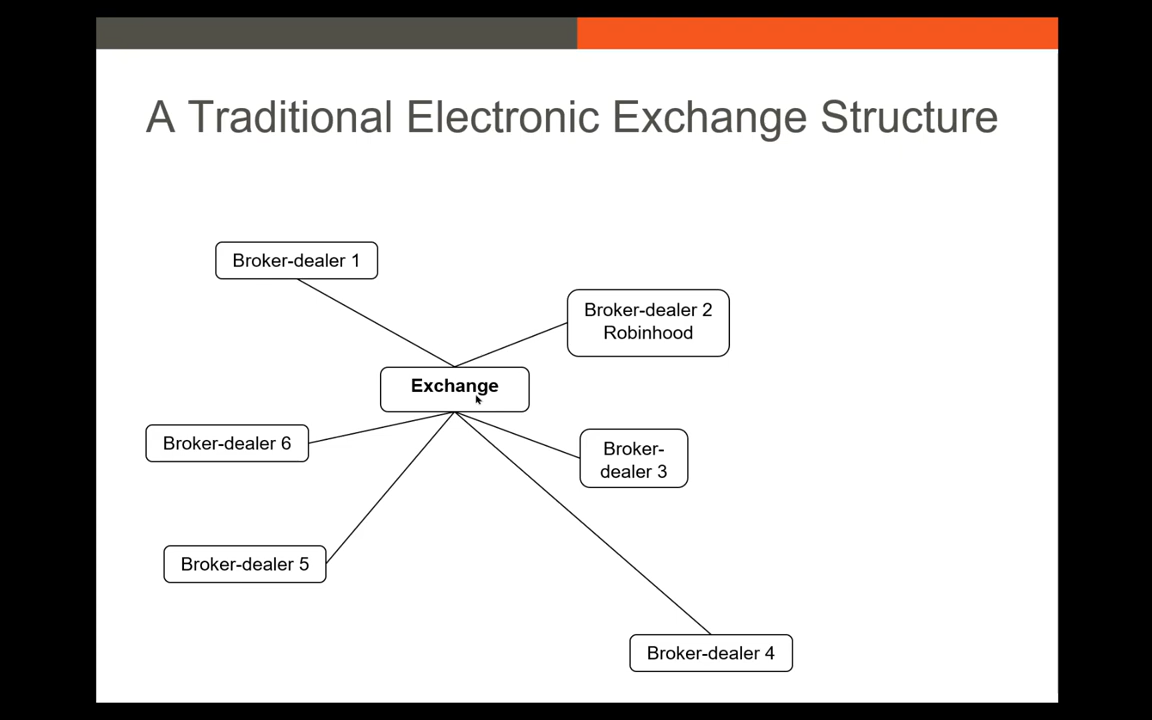 A Traditional Electronic Exchange Structure
Broker-dealer 1
Broker-dealer 2
Robinhood
Exchange
Broker-dealer 6
Broker-
dealer 3
Broker-dealer 5
Broker-dealer 4